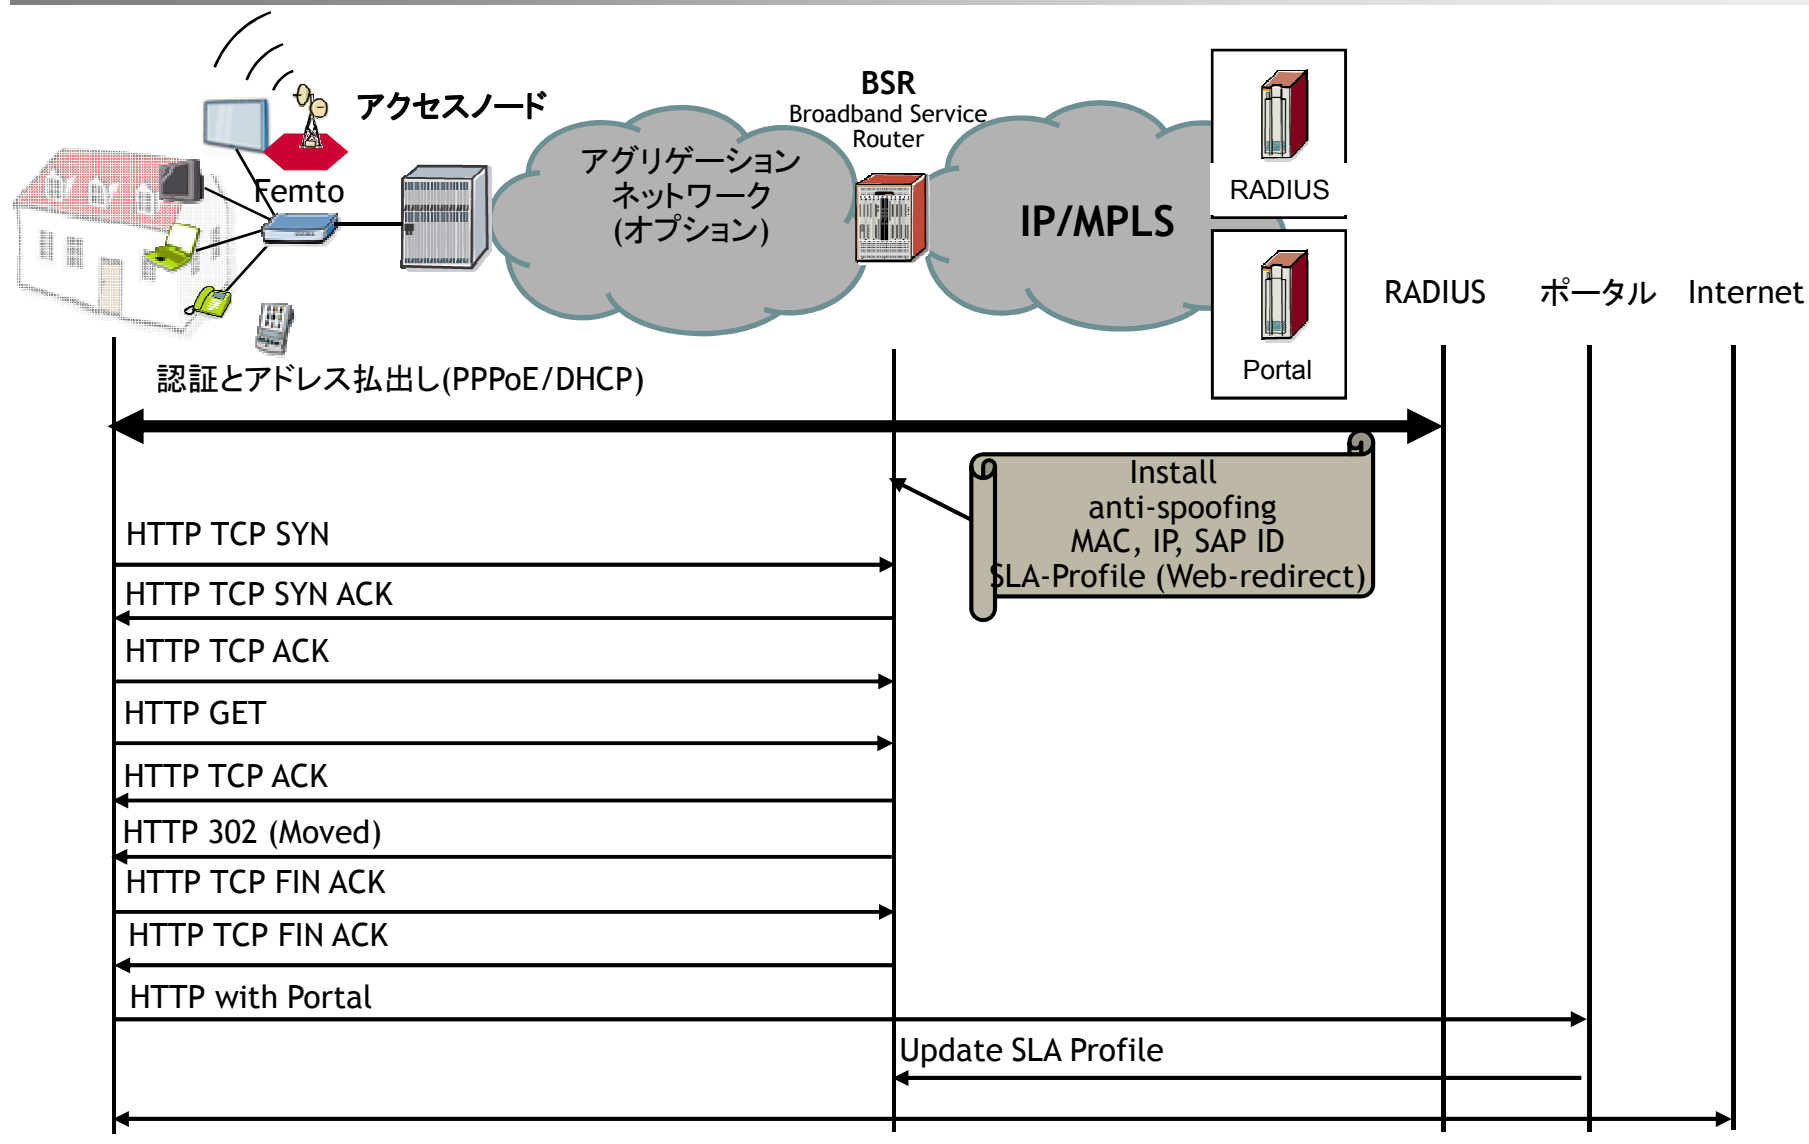 アクセスノード
BSR
Broadband Service
Router
アグリゲーション
ネットワーク
(オプション)
Femto
IP/MPLS
RADIUS
Portal
RADIUS
ポータル
Internet
認証とアドレス払出し(PPPoE/DHCP)
Install
anti-spoofing
MAC, IP, SAP ID
SLA-Profile (Web-redirect)
HTTP TCP SYN
HTTP TCP SYN ACK
HTTP TCP ACK
HTTP GET
HTTP TCP ACK
HTTP 302 (Moved)
HTTP TCP FIN ACK
HTTP TCP FIN ACK
HTTP with Portal
Update SLA Profile